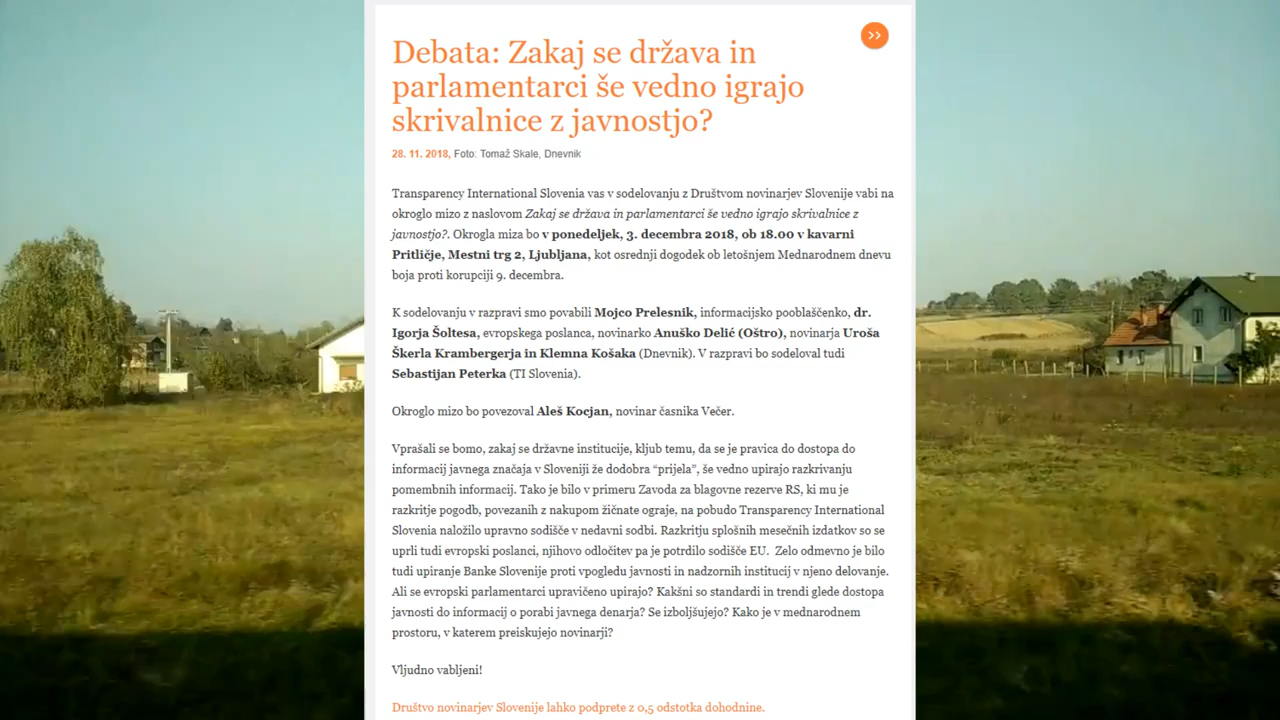 >>
Debata: Zakaj se država in
parlamentarci še vedno igrajo
skrivalnice z javnostjo?
28. 11. 2018, Foto: Tomaž Skale, Dnevnik
Transparency International Slovenia vas v sodelovanju z Društvom novinarjev Slovenije vabi na
okroglo mizo z naslovom Zakaj se država in parlamentarci še vedno igrajo skrivalnice z
javnostjo?. Okrogla miza bo v ponedeljek, 3. decembra 2018, ob 18.00 v kavarni
Pritličje, Mestni trg 2, Ljubljana, kot osrednji dogodek ob letošnjem Mednarodnem dnevu
boja proti korupciji 9. decembra.
K sodelovanju v razpravi smo povabili Mojco Prelesnik, informacijsko pooblaščenko, dr.
Igorja Šoltesa, evropskega poslanca, novinarko Anuško Delić (Oštro), novinarja Uroša
Škerla Krambergerja in Klemna Košaka (Dnevnik). V razpravi bo sodeloval tudi
Sebastijan Peterka (TI Slovenia).
Okroglo mizo bo povezoval Aleš Kocjan, novinar časnika Večer.
Vprašali se bomo, zakaj se državne institucije, kljub temu, da se je pravica do dostopa do
informacij javnega značaja v Sloveniji že dodobra “prijela”, še vedno upirajo razkrivanju
pomembnih informacij. Tako je bilo v primeru Zavoda za blagovne rezerve RS, ki mu je
razkritje pogodb, povezanih z nakupom žičnate ograje, na pobudo Transparency International
Slovenia naložilo upravno sodišče v nedavni sodbi. Razkritju splošnih mesečnih izdatkov so se
uprli tudi evropski poslanci, njihovo odločitev pa je potrdilo sodišče EU.  Zelo odmevno je bilo
tudi upiranje Banke Slovenije proti vpogledu javnosti in nadzornih institucij v njeno delovanje.
Ali se evropski parlamentarci upravičeno upirajo? Kakšni so standardi in trendi glede dostopa
javnosti do informacij o porabi javnega denarja? Se izboljšujejo? Kako je v mednarodnem
prostoru, v katerem preiskujejo novinarji?
Vljudno vabljeni!
Društvo novinarjev Slovenije lahko podprete z 0,5 odstotka dohodnine.